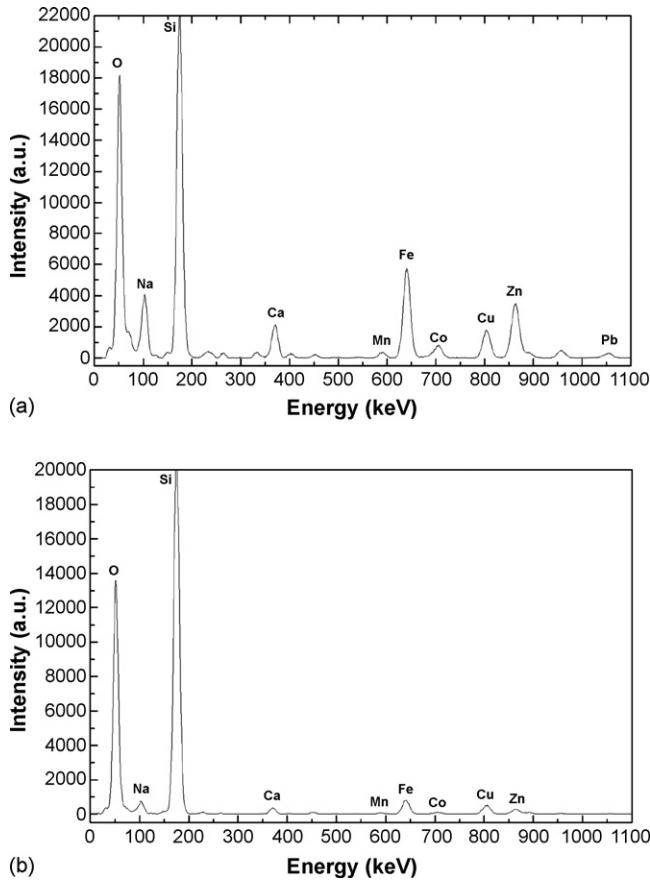 22000
20000
18000
16000
14000
12000
10000
8000
6000
4000
2000
0
Intensity (a.u.)
Si
O
Na
Ca
Mn
Fe
Co
Cu
Zn
Pb
0 100 200 300 400 500 600 700 800 900 1000 1100
Energy (keV)
(a)
20000
18000
16000
14000
12000
10000
8000
6000
4000
2000
0
Intensity (a.u.)
Si
O
Na
Ca
Mn
Fe
Co
Cu
Zn
0 100 200 300 400 500 600 700 800 900 1000 1100
Energy (keV)
(b)